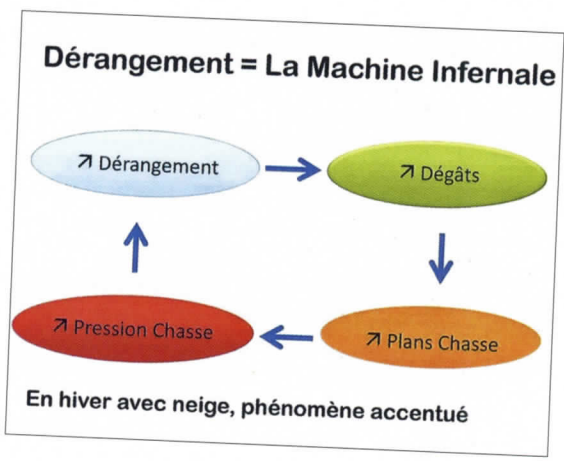 Dérangement = La Machine Infernale
↗ Dérangement
↗ Dégâts
↗ Pression Chasse
↗ Plans Chasse
En hiver avec neige, phénomène accentué